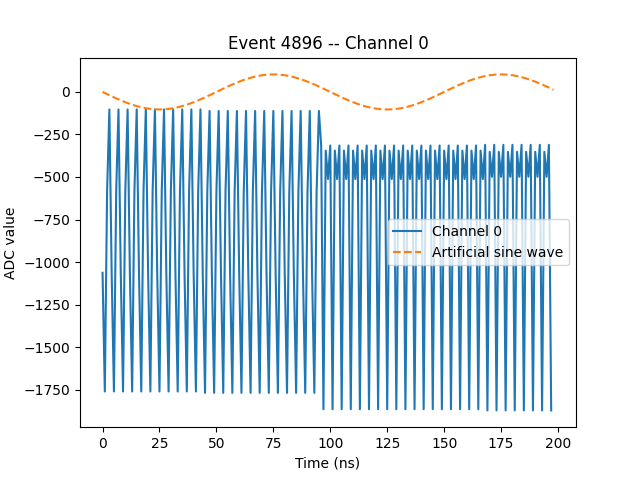 Event 4896 -- Channel 0
ADC value
0
−250
−500
−750
−1000
−1250
−1500
−1750
Channel 0
Artificial sine wave
0 25 50 75 100 125 150 175 200
Time (ns)